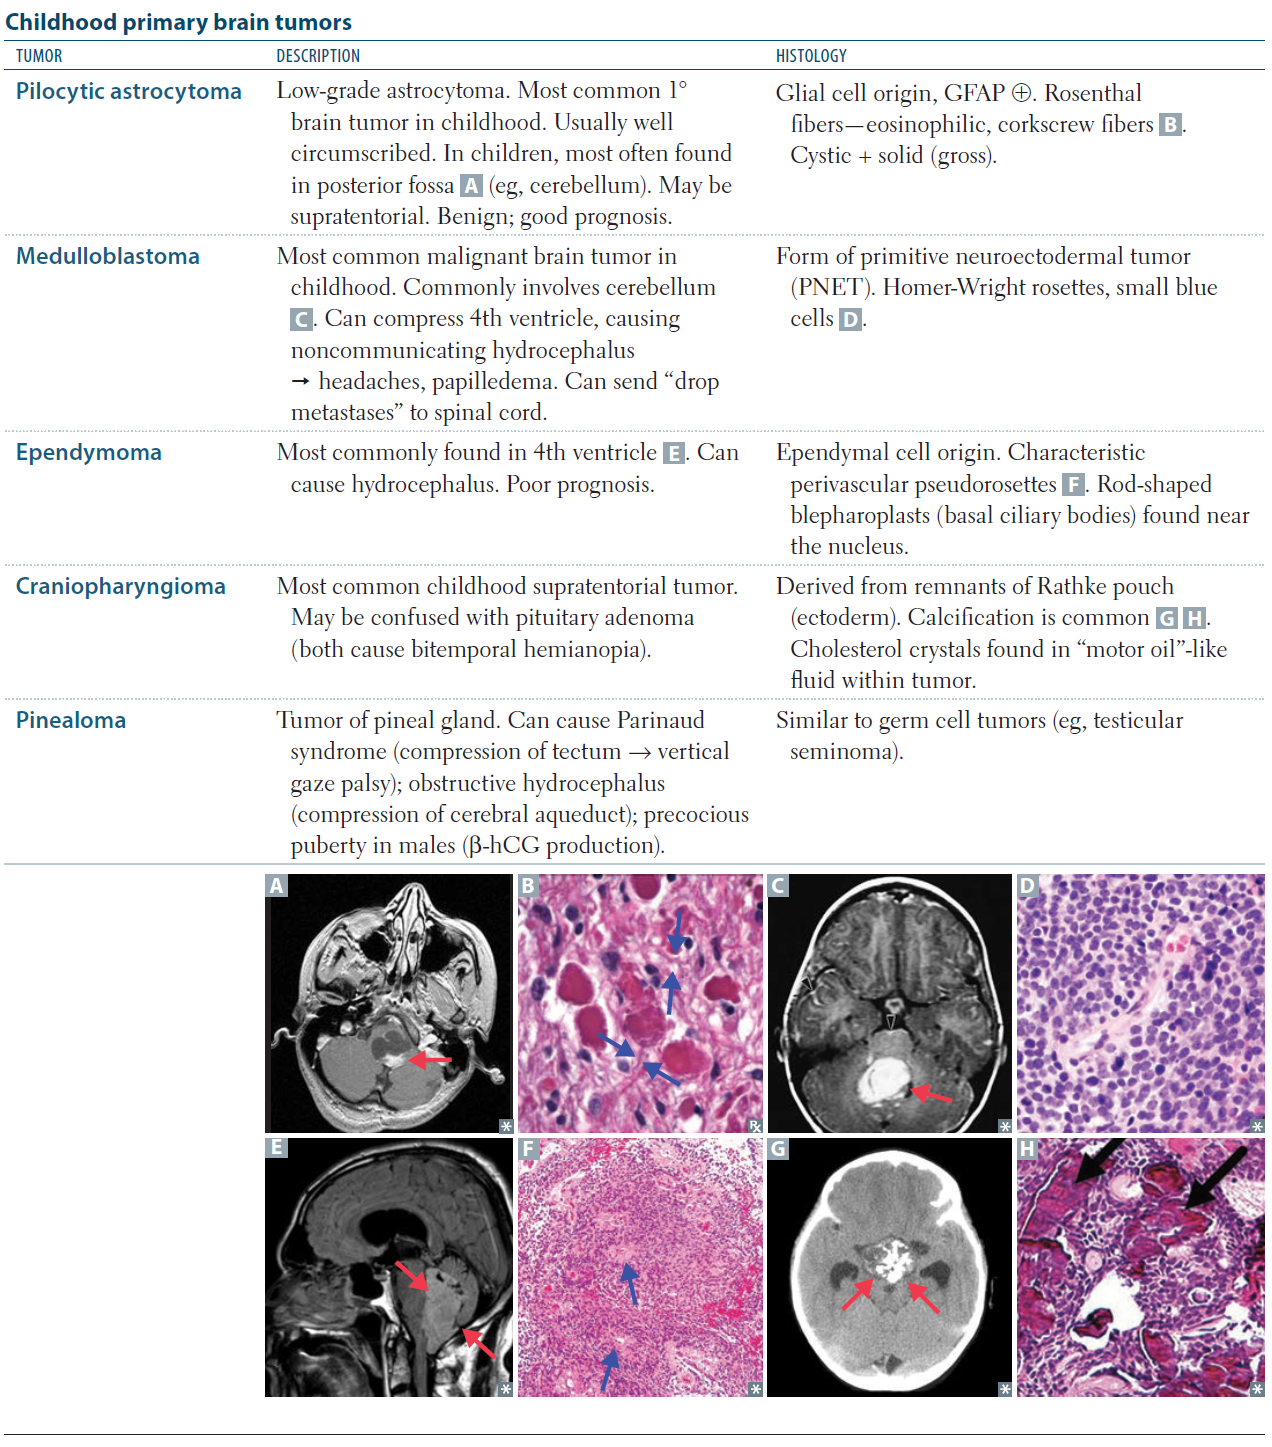 Childhood primary brain tumors
TUMOR DESCRIPTION HISTOLOGY
Pilocytic astrocytoma
Low-grade astrocytoma. Most common 1°
brain tumor in childhood. Usually well
circumscribed. In children, most often found
in posterior fossa A (eg, cerebellum). May be
supratentorial. Benign; good prognosis.
Glial cell origin, GFAP ⊕. Rosenthal
fibers—eosinophilic, corkscrew fibers B.
Cystic + solid (gross).
Medulloblastoma
Most common malignant brain tumor in
childhood. Commonly involves cerebellum
C. Can compress 4th ventricle, causing
noncommunicating hydrocephalus
→ headaches, papilledema. Can send “drop
metastases” to spinal cord.
Form of primitive neuroectodermal tumor
(PNET). Homer-Wright rosettes, small blue
cells D.
Ependymoma
Most commonly found in 4th ventricle E. Can
cause hydrocephalus. Poor prognosis.
Ependymal cell origin. Characteristic
perivascular pseudorosettes F. Rod-shaped
blepharoplasts (basal ciliary bodies) found near
the nucleus.
Craniopharyngioma
Most common childhood supratentorial tumor.
May be confused with pituitary adenoma
(both cause bitemporal hemianopia).
Derived from remnants of Rathke pouch
(ectoderm). Calcification is common G H.
Cholesterol crystals found in “motor oil”-like
fluid within tumor.
Pinealoma
Tumor of pineal gland. Can cause Parinaud
syndrome (compression of tectum → vertical
gaze palsy); obstructive hydrocephalus
(compression of cerebral aqueduct); precocious
puberty in males (β-hCG production).
Similar to germ cell tumors (eg, testicular
seminoma).
A B C D
* ℞ * *
E F G H
* * * *